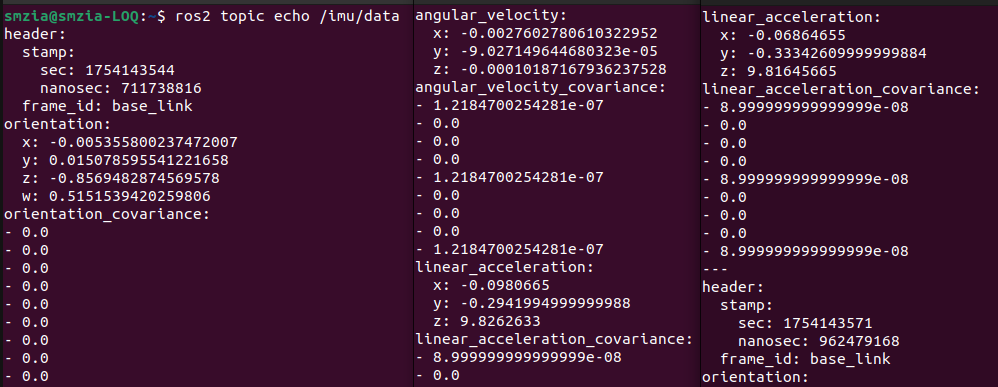 smzia@smzia-LOQ:~$ ros2 topic echo /imu/data
header:
  stamp:
    sec: 1754143544
    nanosec: 711738816
  frame_id: base_link
orientation:
  x: -0.005355800237472007
  y: 0.015078595541221658
  z: -0.8569482874569578
  w: 0.5151539420259806
orientation_covariance:
- 0.0
- 0.0
- 0.0
- 0.0
- 0.0
- 0.0
- 0.0
- 0.0
- 0.0
angular_velocity:
  x: -0.0027602780610322952
  y: -9.027149644680323e-05
  z: -0.00010187167936237528
angular_velocity_covariance:
- 1.2184700254281e-07
- 0.0
- 0.0
- 0.0
- 1.2184700254281e-07
- 0.0
- 0.0
- 0.0
- 1.2184700254281e-07
linear_acceleration:
  x: -0.0980665
  y: -0.2941994999999988
  z: 9.8262633
linear_acceleration_covariance:
- 8.999999999999999e-08
- 0.0
linear_acceleration:
  x: -0.06864655
  y: -0.33342609999999884
  z: 9.81645665
linear_acceleration_covariance:
- 8.999999999999999e-08
- 0.0
- 0.0
- 0.0
- 8.999999999999999e-08
- 0.0
- 0.0
- 0.0
- 8.999999999999999e-08
---
header:
  stamp:
    sec: 1754143571
    nanosec: 962479168
  frame_id: base_link
orientation: